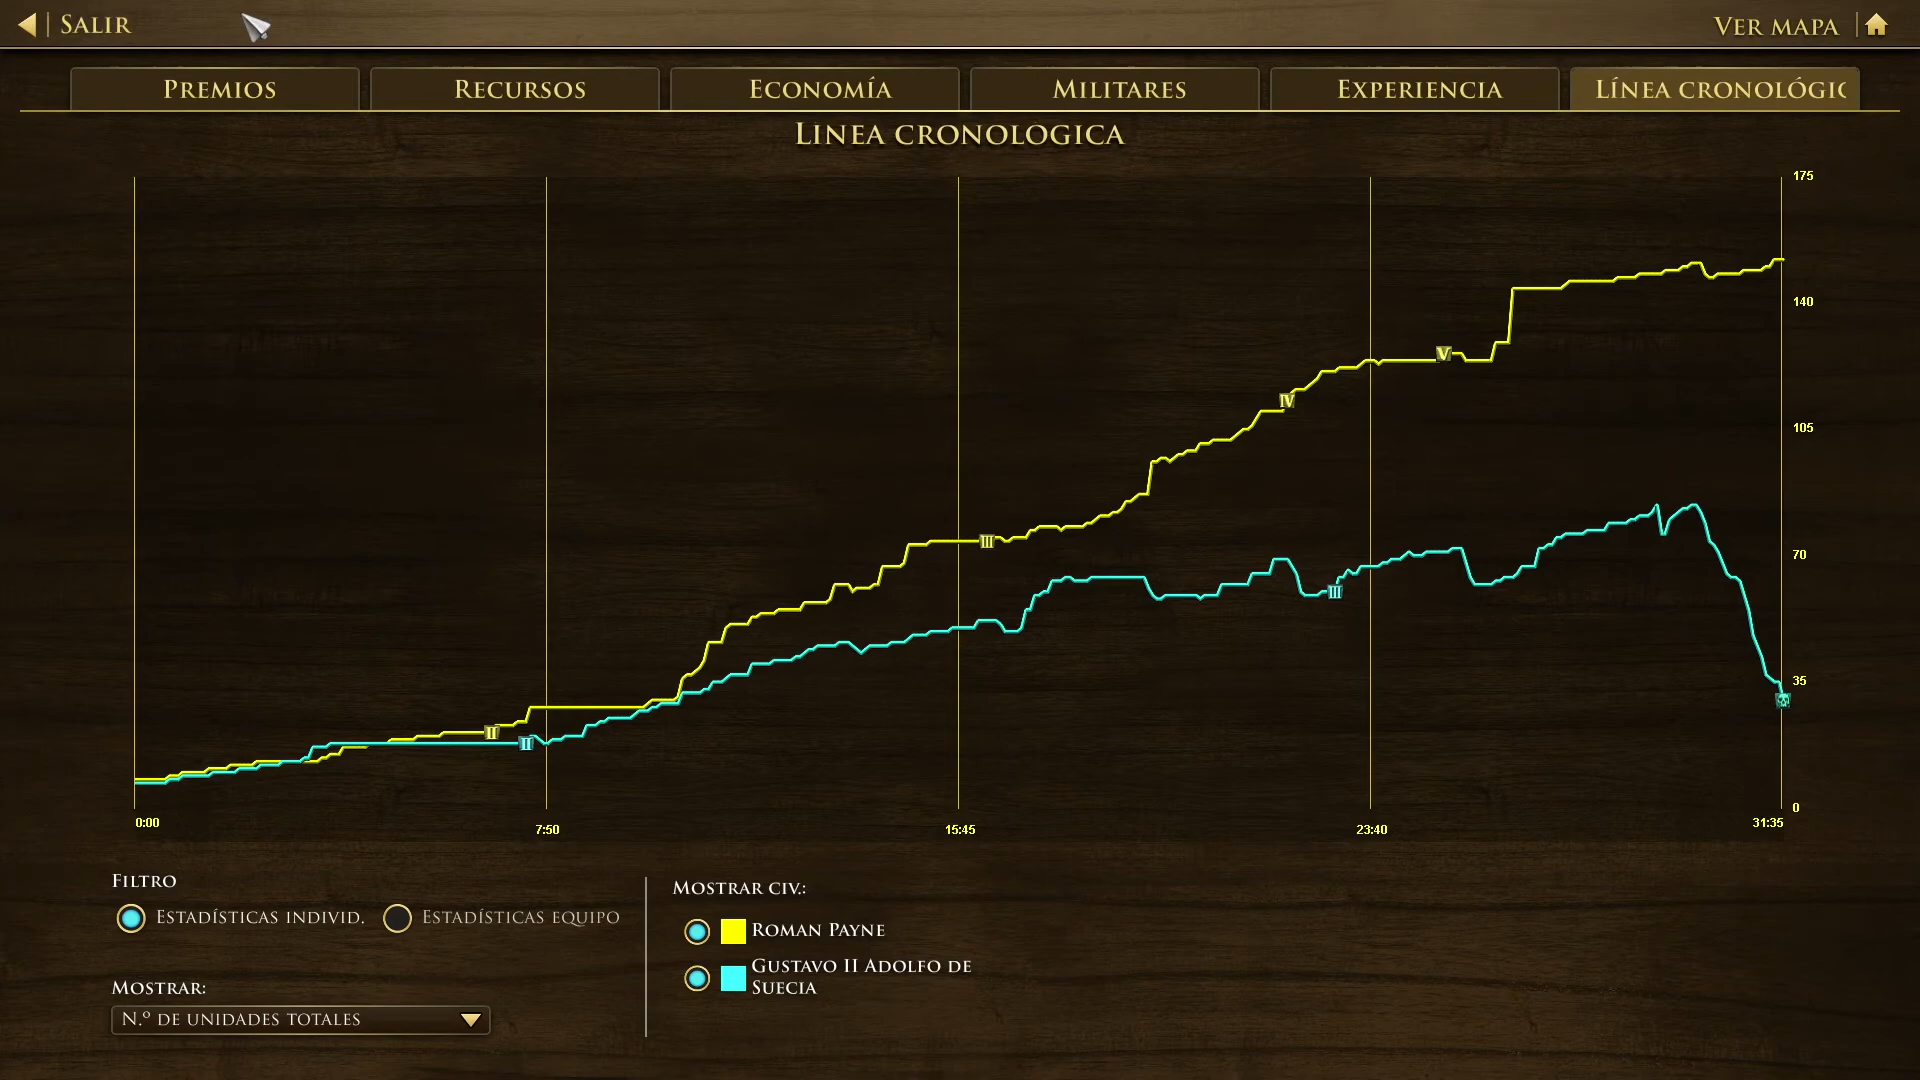 Salir
Ver mapa
Premios
Recursos
Economía
Militares
Experiencia
Línea cronológic
Línea cronológica
175
140
105
70
35
0
II
II
III
IV
III
V
0:00
7:50
15:45
23:40
31:35
Filtro
Estadísticas individ.
Estadísticas equipo
Mostrar:
N.º de unidades totales
Mostrar civ.:
Roman Payne
Gustavo II Adolfo de
Suecia